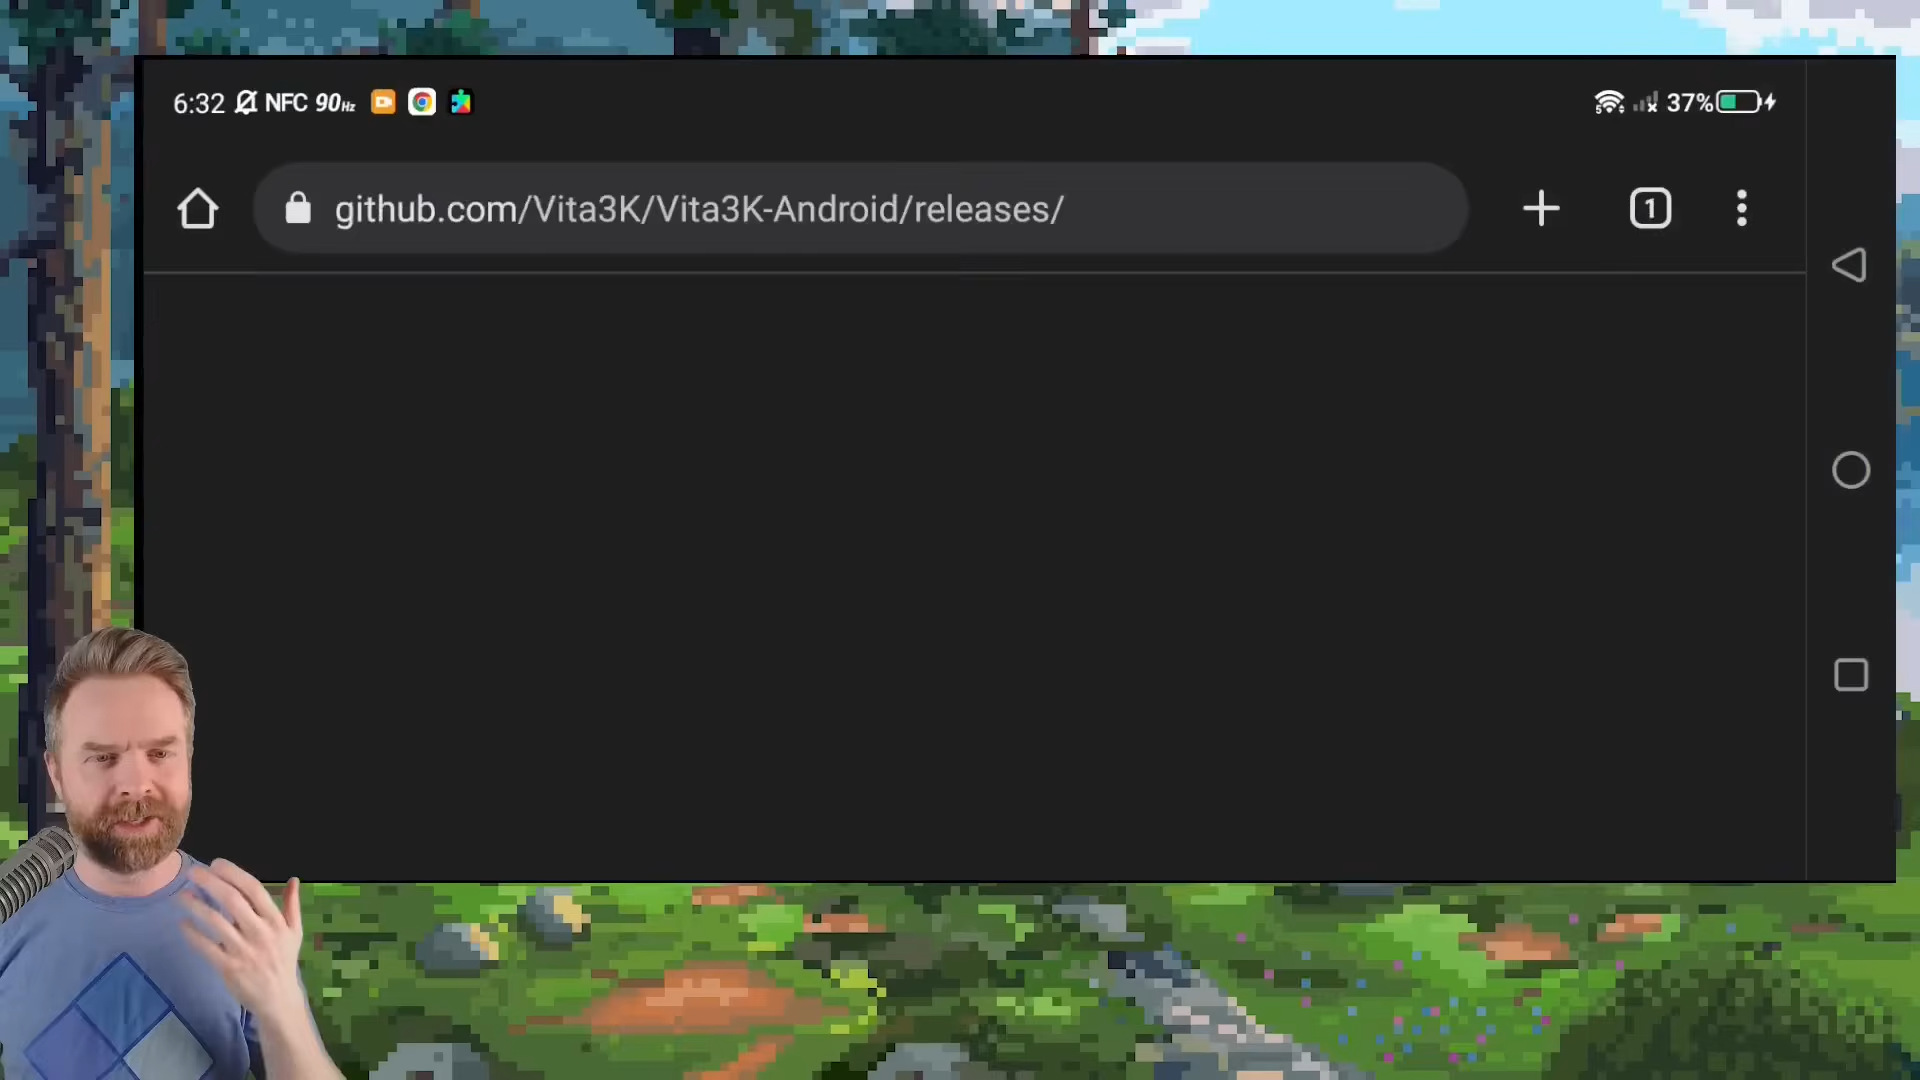 6:32 NFC 90Hz 37%
github.com/Vita3K/Vita3K-Android/releases/ 1